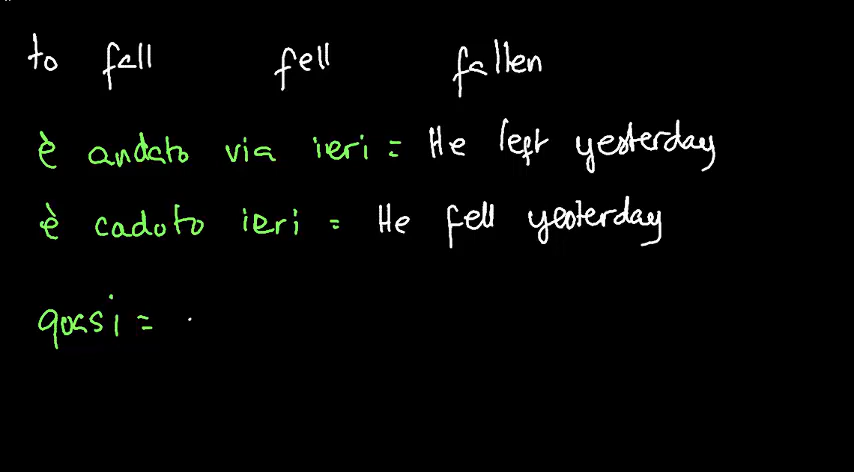 to fall fell fallen
è andato via ieri = He left yesterday
è caduto ieri = He fell yesterday
quasi =